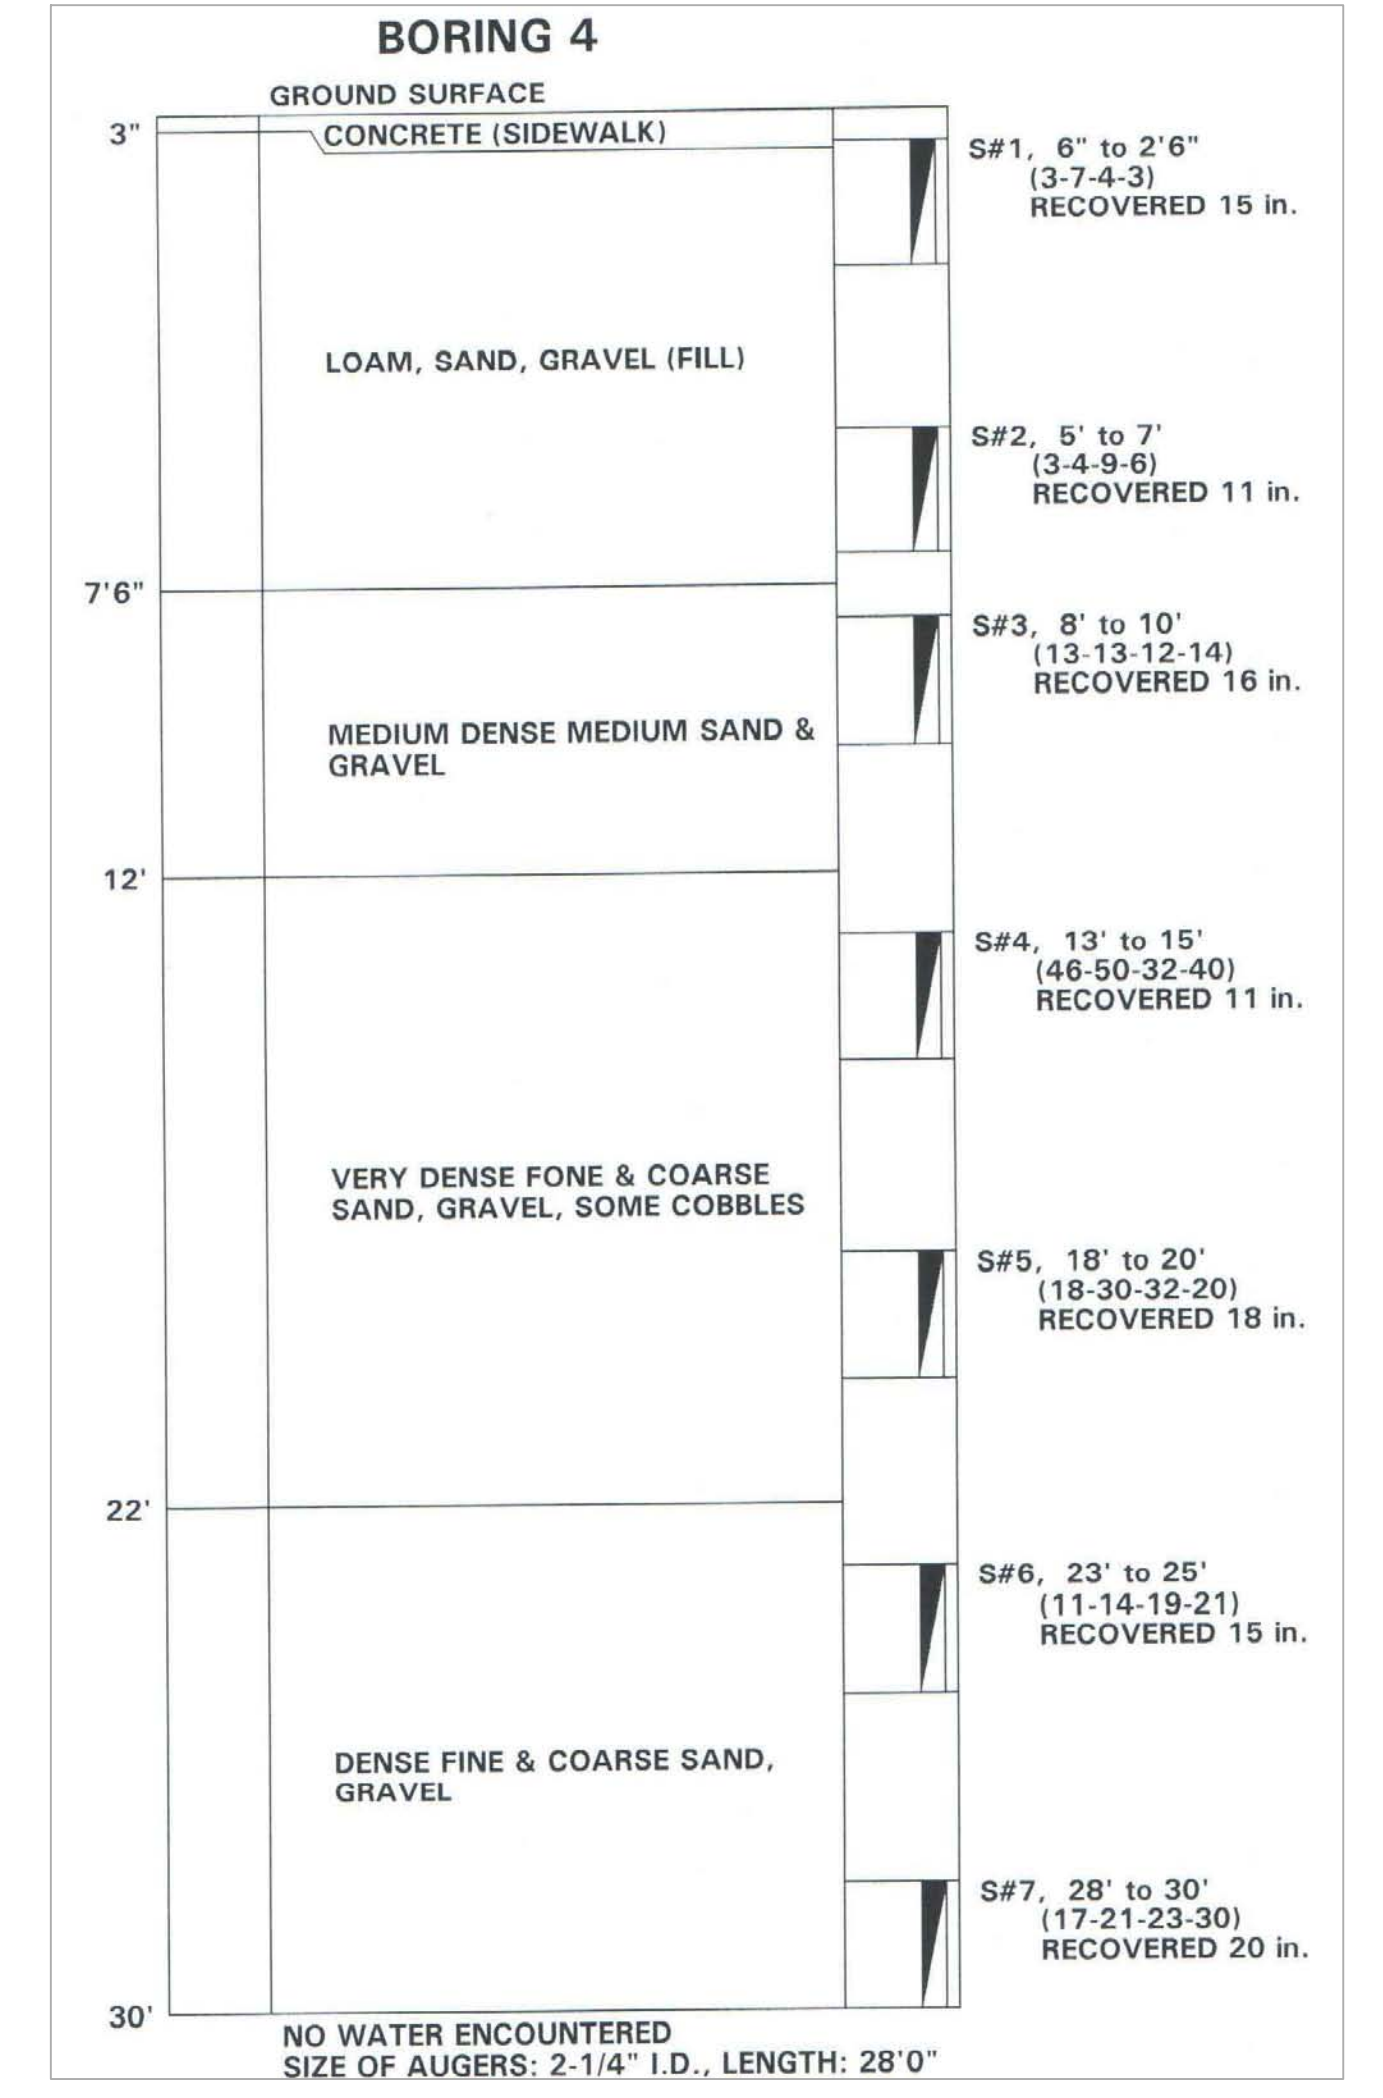 BORING 4
GROUND SURFACE
3"
CONCRETE (SIDEWALK)
S#1, 6" to 2'6"
(3-7-4-3)
RECOVERED 15 in.
LOAM, SAND, GRAVEL (FILL)
S#2, 5' to 7'
(3-4-9-6)
RECOVERED 11 in.
7'6"
S#3, 8' to 10'
(13-13-12-14)
RECOVERED 16 in.
MEDIUM DENSE MEDIUM SAND &
GRAVEL
12'
S#4, 13' to 15'
(46-50-32-40)
RECOVERED 11 in.
VERY DENSE FONE & COARSE
SAND, GRAVEL, SOME COBBLES
S#5, 18' to 20'
(18-30-32-20)
RECOVERED 18 in.
22'
S#6, 23' to 25'
(11-14-19-21)
RECOVERED 15 in.
DENSE FINE & COARSE SAND,
GRAVEL
S#7, 28' to 30'
(17-21-23-30)
RECOVERED 20 in.
30'
NO WATER ENCOUNTERED
SIZE OF AUGERS: 2-1/4" I.D., LENGTH: 28'0"